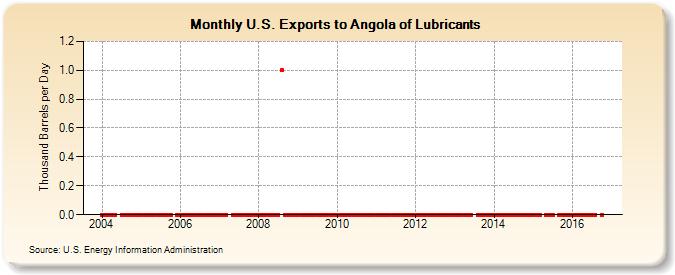 Monthly U.S. Exports to Angola of Lubricants
Thousand Barrels per Day
1.2
1.0
0.8
0.6
0.4
0.2
0.0
2004 2006 2008 2010 2012 2014 2016
Source: U.S. Energy Information Administration